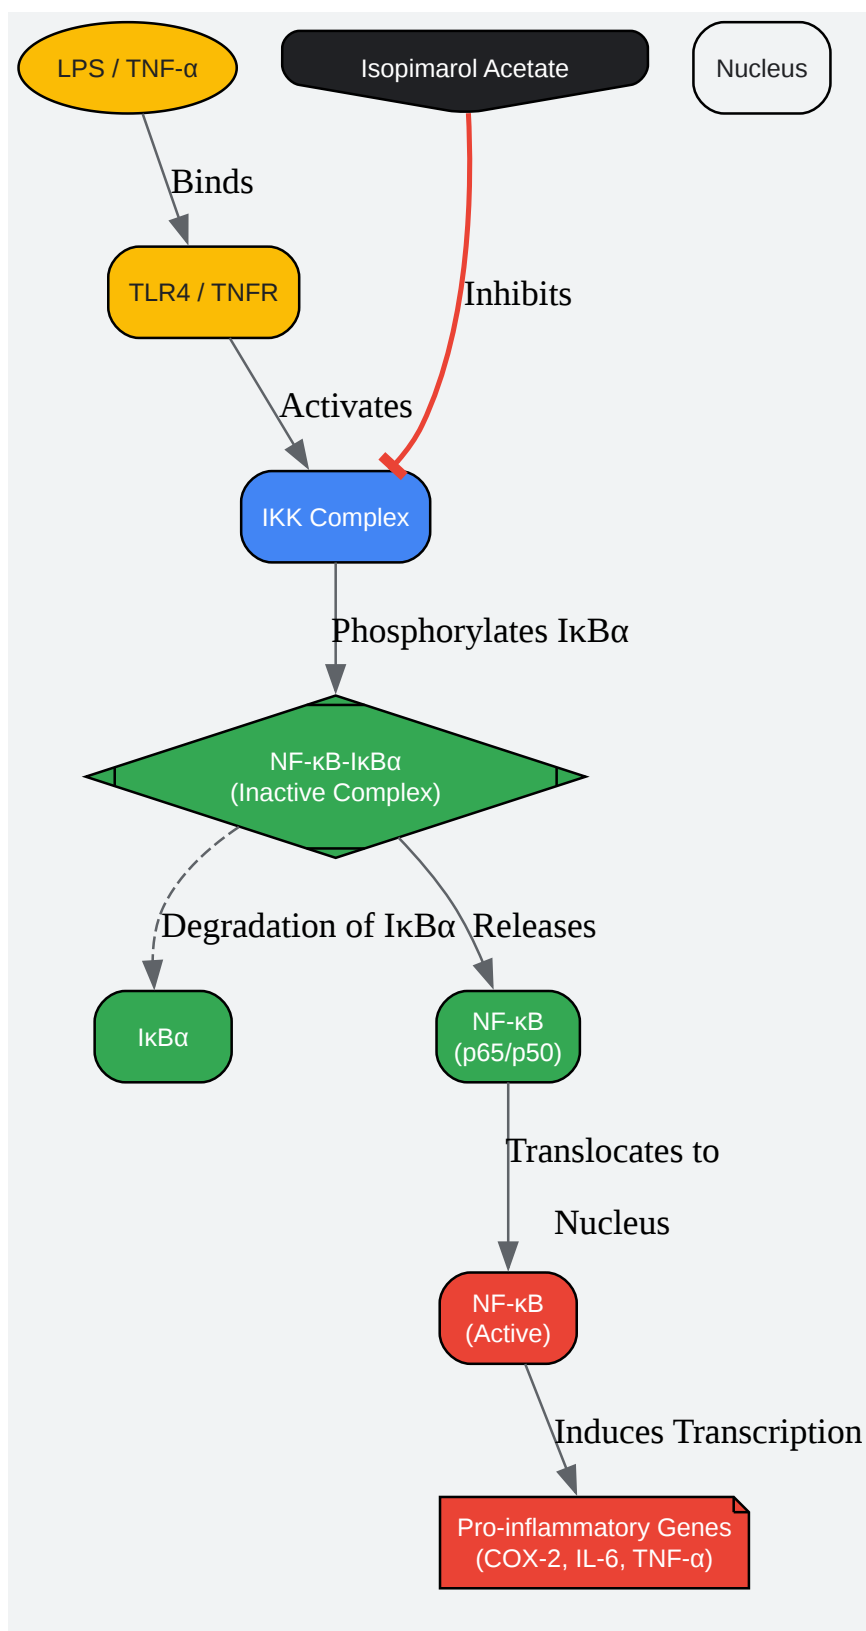 LPS / TNF-α
Isopimarol Acetate
Nucleus
Binds
TLR4 / TNFR
Inhibits
Activates
IKK Complex
Phosphorylates IκBα
NF-κB-IκBα
(Inactive Complex)
Degradation of IκBα
Releases
IκBα
NF-κB
(p65/p50)
Translocates to
Nucleus
NF-κB
(Active)
Induces Transcription
Pro-inflammatory Genes
(COX-2, IL-6, TNF-α)